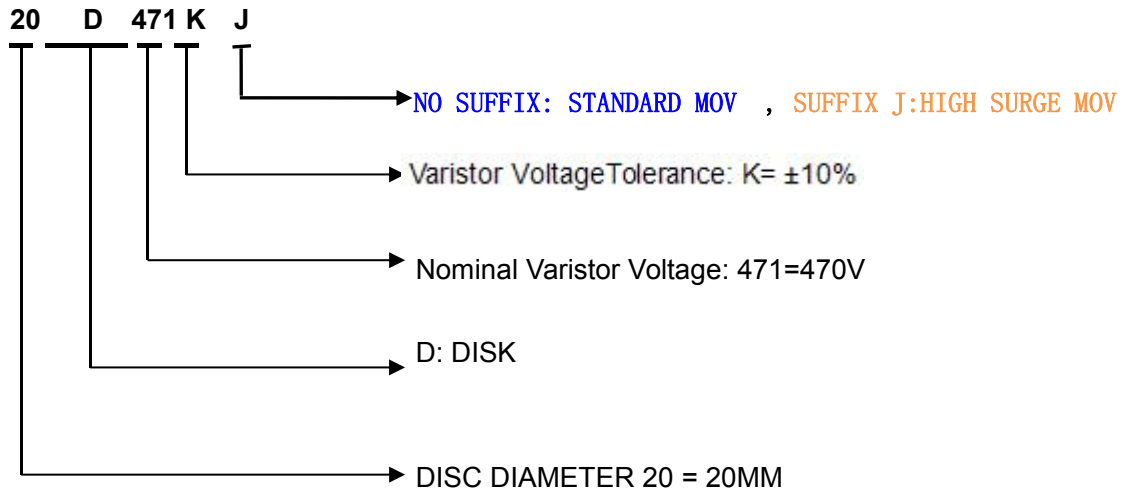 20 D 471 K J
NO SUFFIX: STANDARD MOV , SUFFIX J:HIGH SURGE MOV
Varistor VoltageTolerance: K= ±10%
Nominal Varistor Voltage: 471=470V
D: DISK
DISC DIAMETER 20 = 20MM